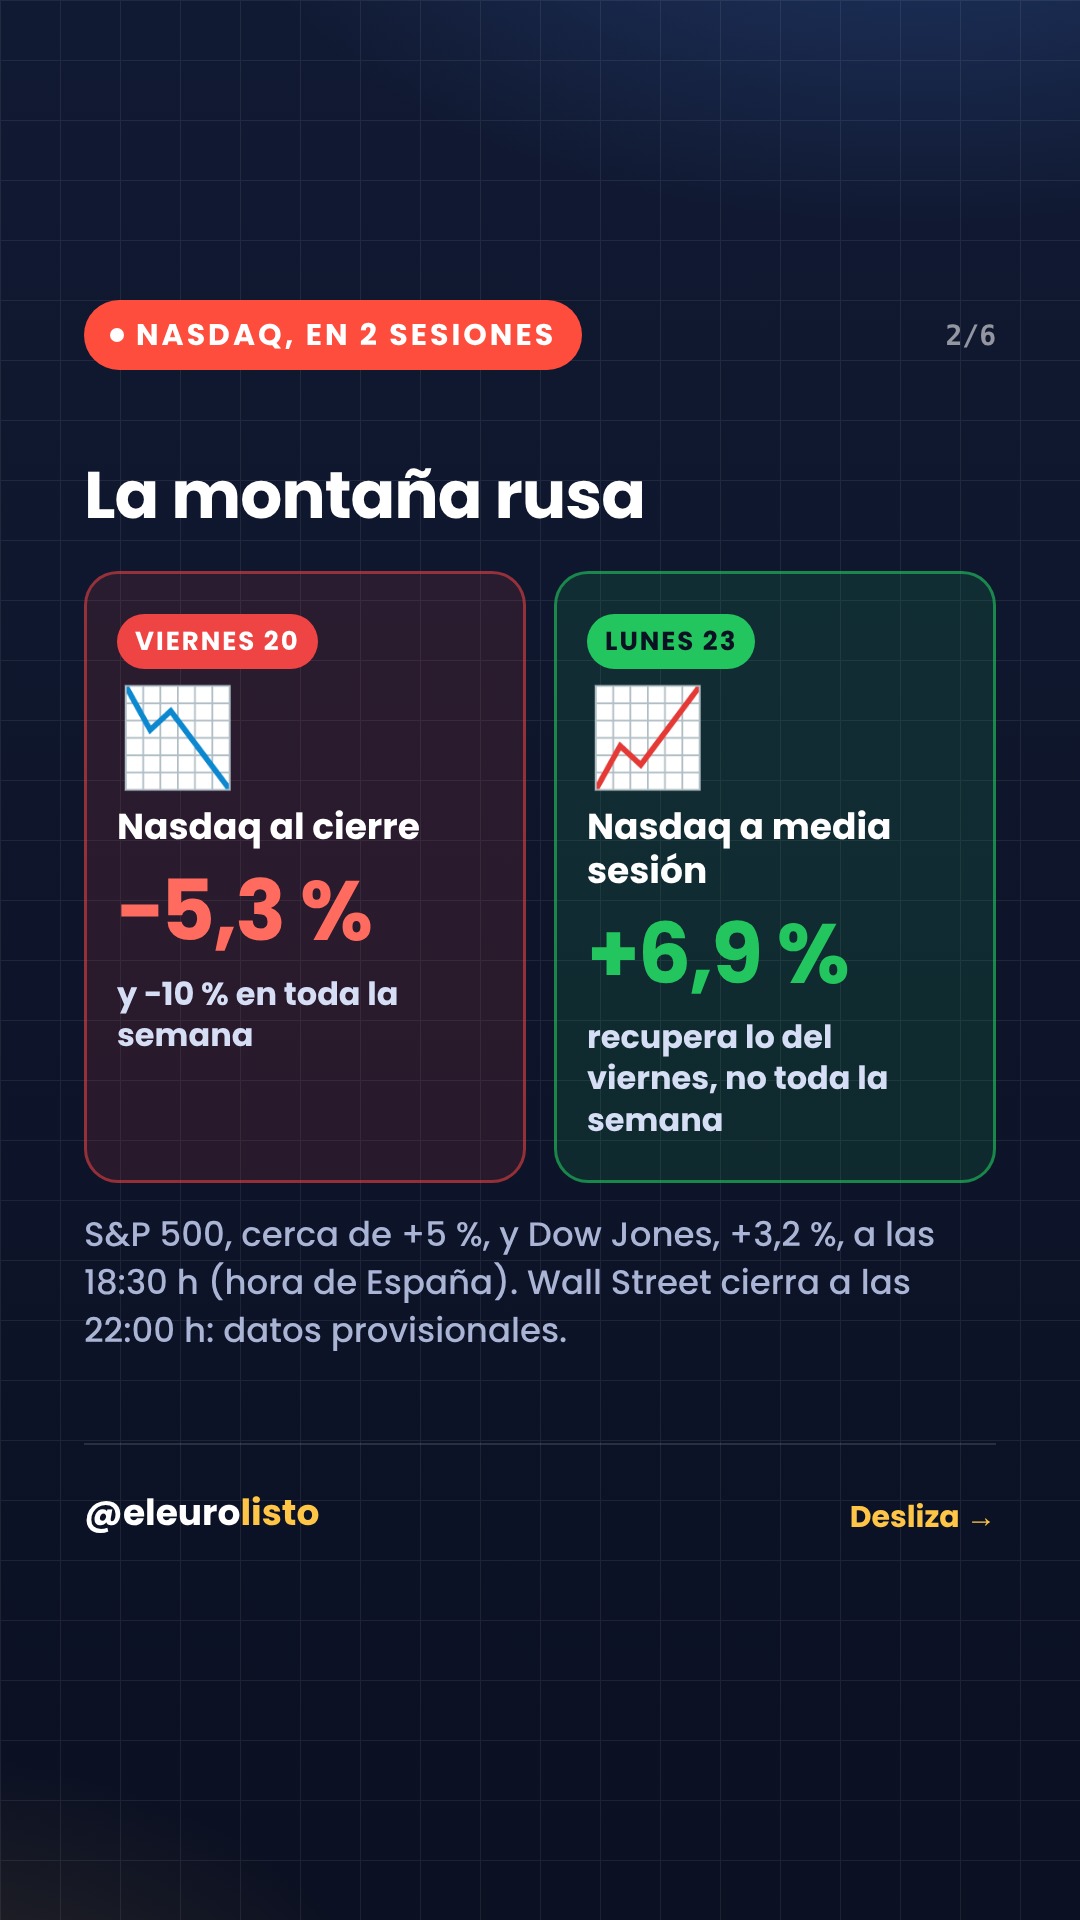 NASDAQ, EN 2 SESIONES
2/6
La montaña rusa
VIERNES 20
Nasdaq al cierre
-5,3 %
y -10 % en toda la
semana
LUNES 23
Nasdaq a media
sesión
+6,9 %
recupera lo del
viernes, no toda la
semana
S&P 500, cerca de +5 %, y Dow Jones, +3,2 %, a las
18:30 h (hora de España). Wall Street cierra a las
22:00 h: datos provisionales.
@eleurolisto
Desliza →